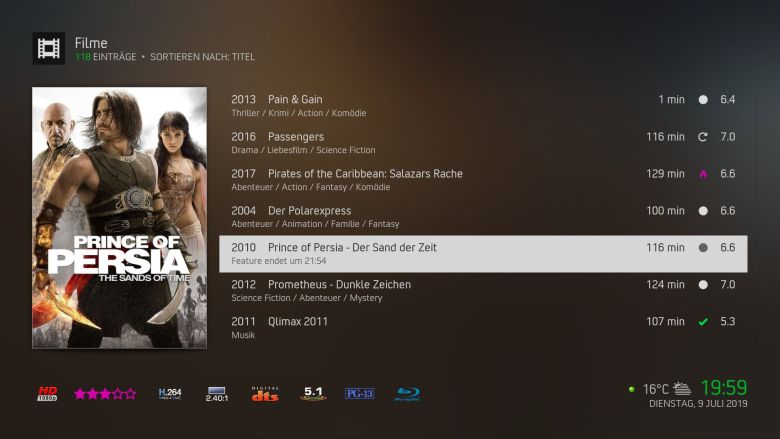 Filme
118 EINTRÄGE • SORTIEREN NACH: TITEL
PRINCE OF
PERSIA
THE SANDS OF TIME
2013 Pain & Gain 1 min 6.4
Thriller / Krimi / Action / Komödie
2016 Passengers 116 min 7.0
Drama / Liebesfilm / Science Fiction
2017 Pirates of the Caribbean: Salazars Rache 129 min 6.6
Abenteuer / Action / Fantasy / Komödie
2004 Der Polarexpress 100 min 6.6
Abenteuer / Animation / Familie / Fantasy
2010 Prince of Persia - Der Sand der Zeit 116 min 6.6
Feature endet um 21:54
2012 Prometheus - Dunkle Zeichen 124 min 7.0
Science Fiction / Abenteuer / Mystery
2011 Qlimax 2011 107 min 5.3
Musik
HD
1080p
H.264
2.40:1
DIGITAL
dts
5.1
PG-13
Blu-ray Disc
16°C 19:59
DIENSTAG, 9 JULI 2019